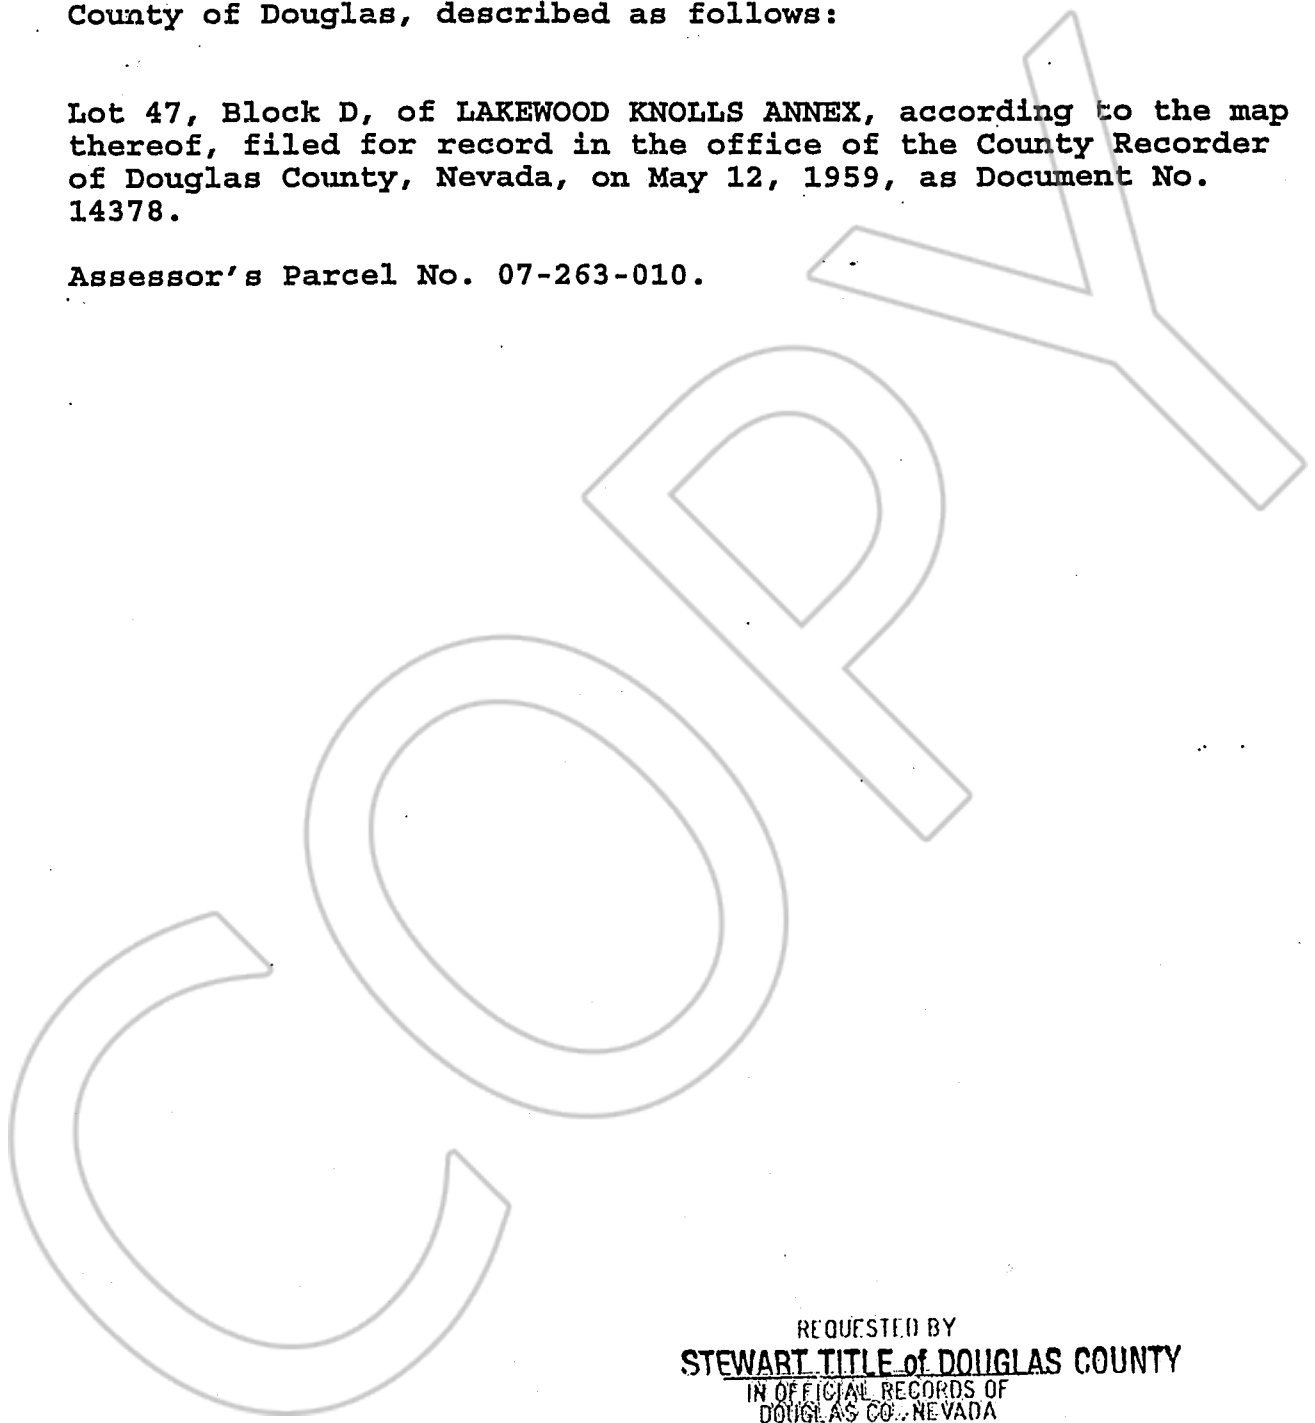 County of Douglas, described as follows:
Lot 47, Block D, of LAKEWOOD KNOLLS ANNEX, according to the map
thereof, filed for record in the office of the County Recorder
of Douglas County, Nevada, on May 12, 1959, as Document No.
14378.
Assessor's Parcel No. 07-263-010.
COPY
REQUESTED BY
STEWART TITLE of DOUGLAS COUNTY
IN OFFICIAL RECORDS OF
DOUGLAS CO., NEVADA